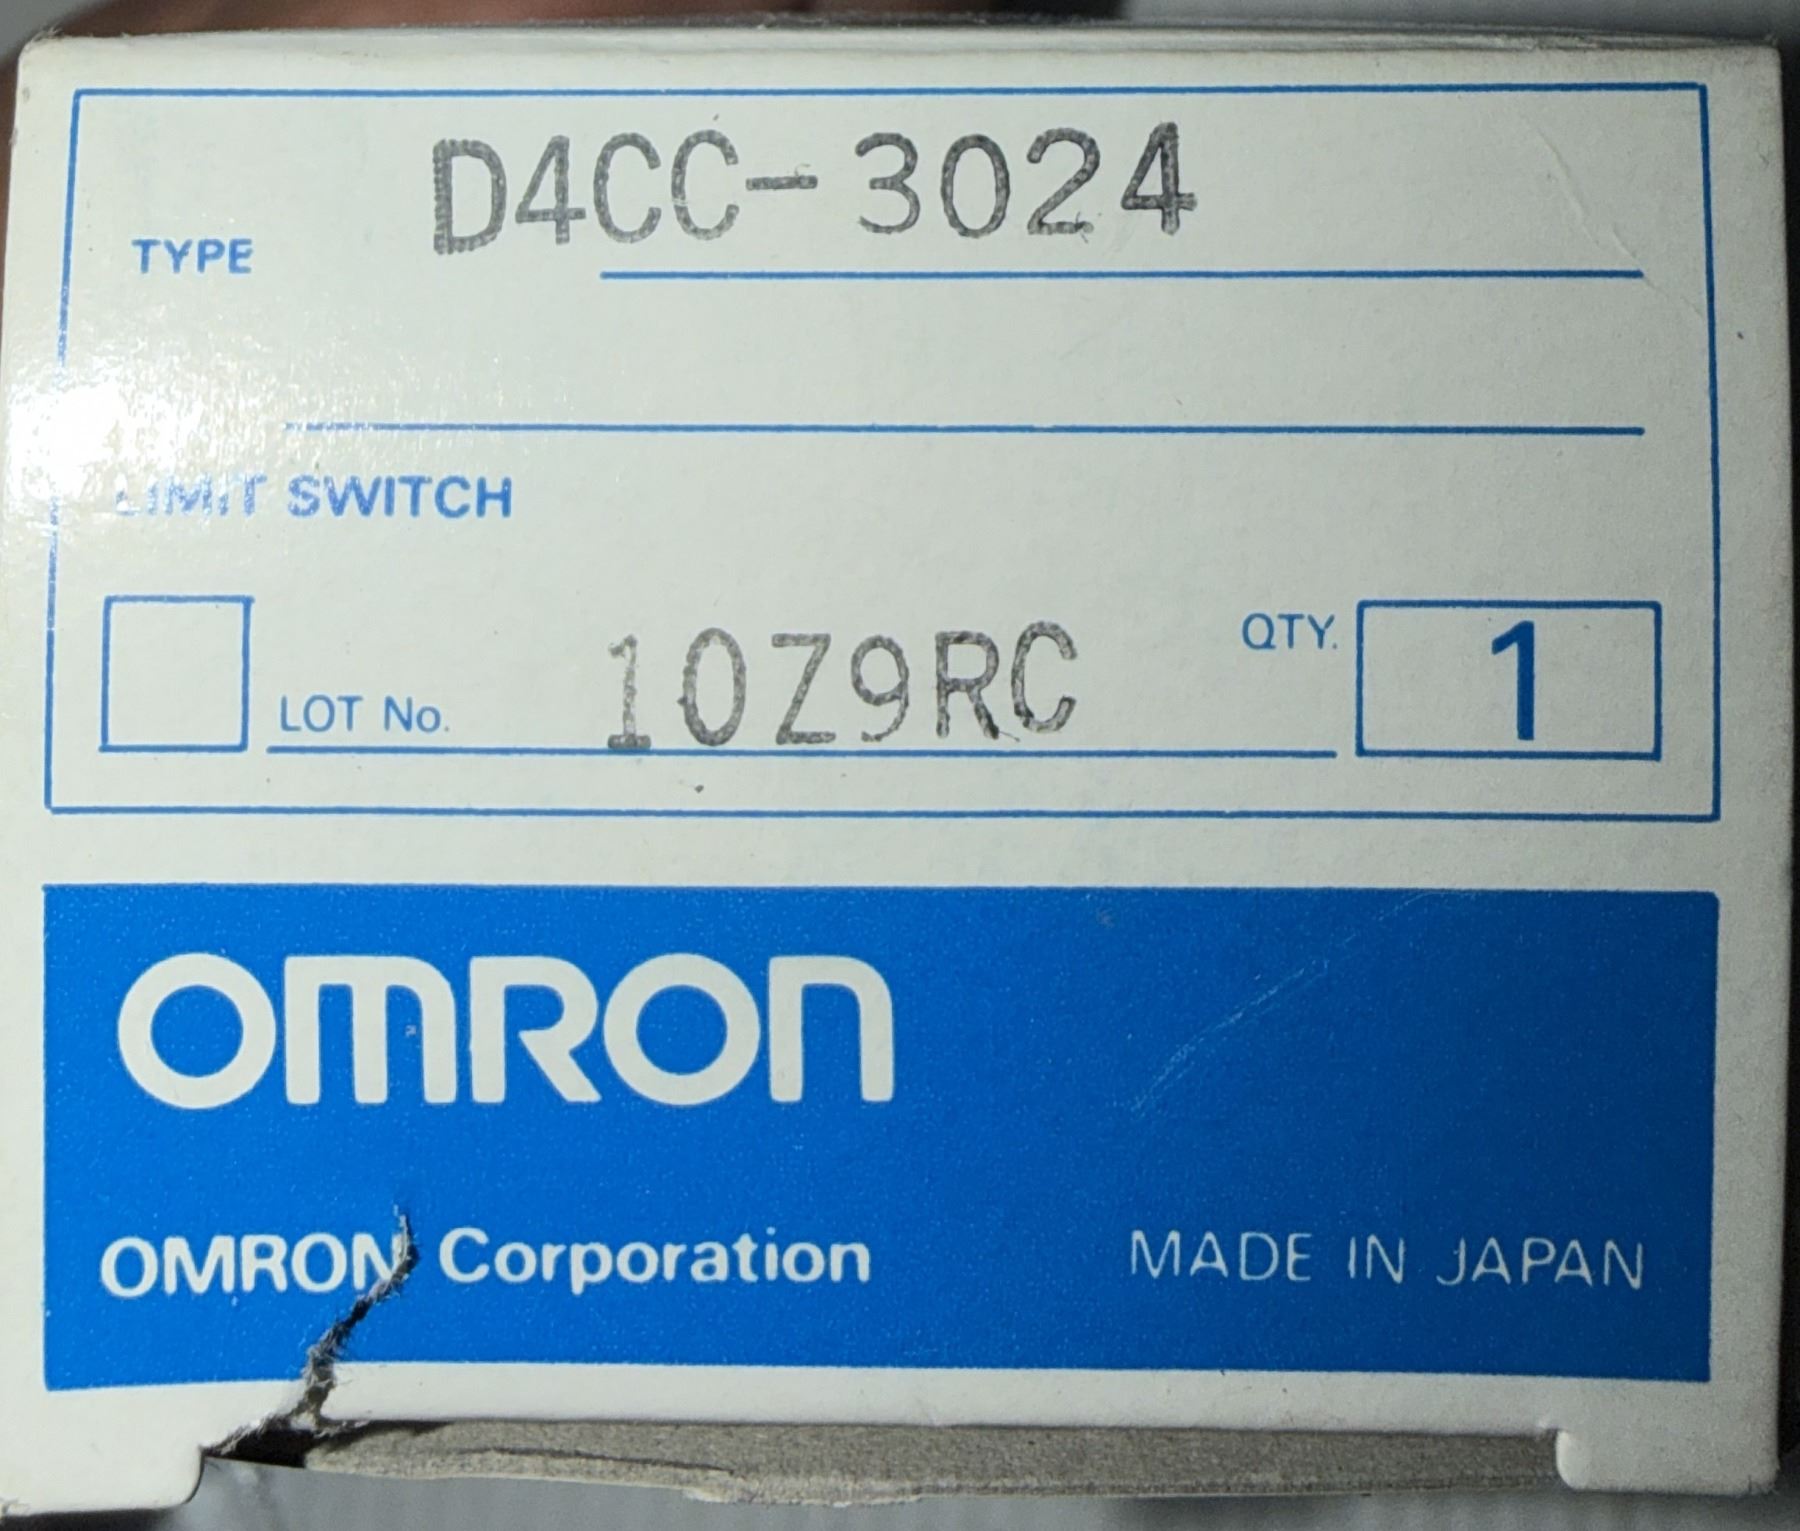 D4CC-3024
TYPE
LIMIT SWITCH
LOT No. 10Z9RC QTY. 1
OMRON
OMRON Corporation MADE IN JAPAN